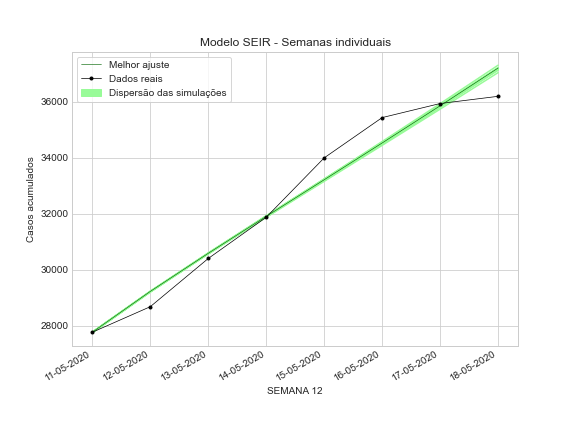 Modelo SEIR - Semanas individuais
Melhor ajuste
Dados reais
Dispersão das simulações
Casos acumulados
36000
34000
32000
30000
28000
11-05-2020
12-05-2020
13-05-2020
14-05-2020
15-05-2020
16-05-2020
17-05-2020
18-05-2020
SEMANA 12